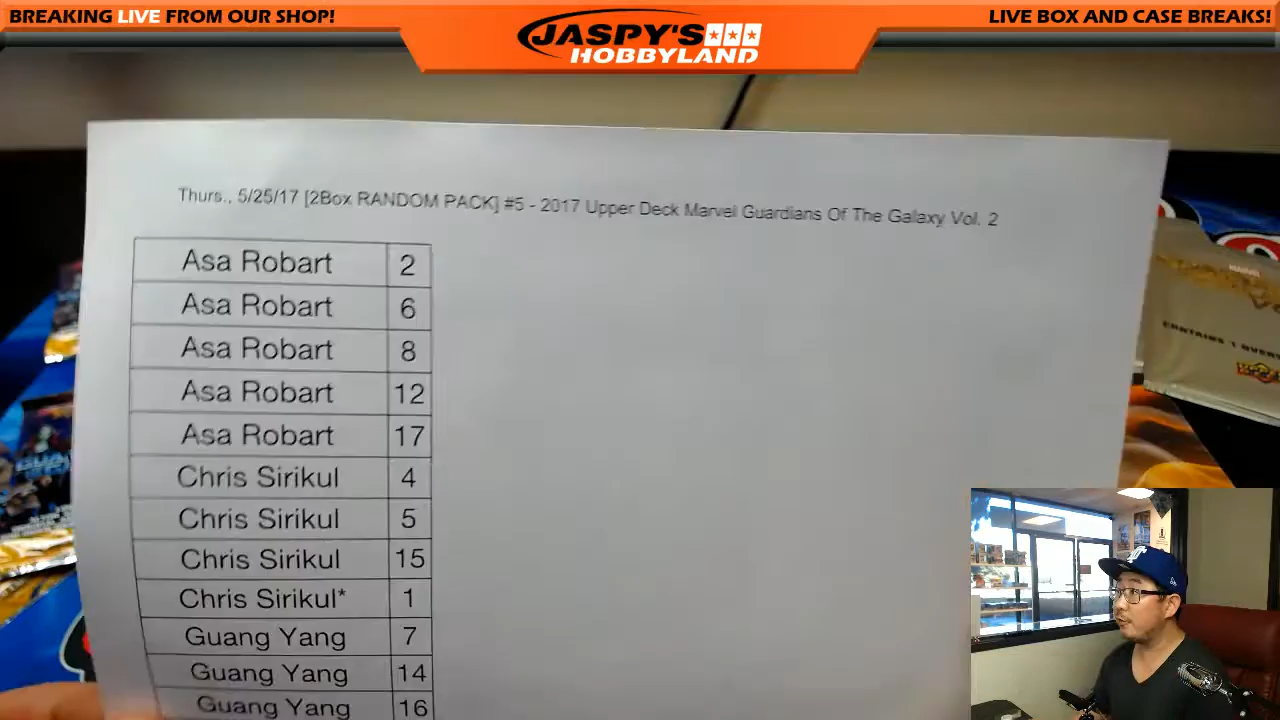 BREAKING LIVE FROM OUR SHOP!
JASPY'S
HOBBYLAND
LIVE BOX AND CASE BREAKS!
Thurs., 5/25/17 [2Box RANDOM PACK] #5 - 2017 Upper Deck Marvel Guardians Of The Galaxy Vol. 2
Asa Robart 2
Asa Robart 6
Asa Robart 8
Asa Robart 12
Asa Robart 17
Chris Sirikul 4
Chris Sirikul 5
Chris Sirikul 15
Chris Sirikul* 1
Guang Yang 7
Guang Yang 14
Guang Yang 16
MARVEL
CONTAINS 1